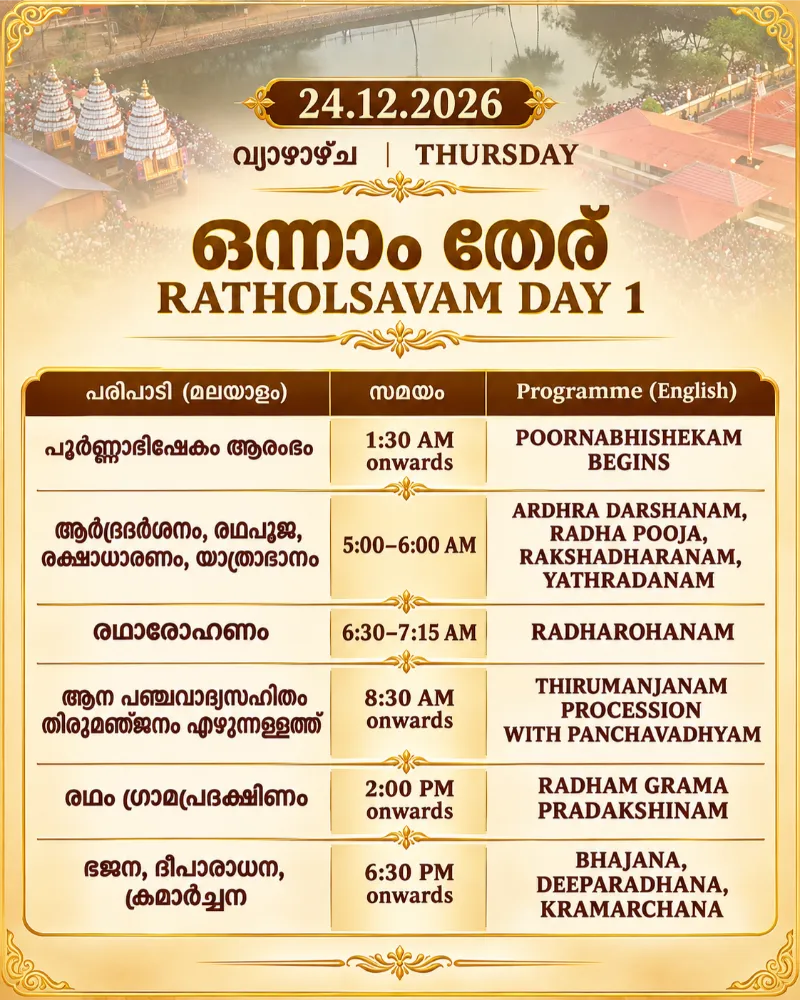 24.12.2026
വ്യാഴാഴ്ച | THURSDAY
ഒന്നാം തേര്
RATHOLSAVAM DAY 1
പരിപാടി (മലയാളം) സമയം Programme (English)
പൂർണ്ണാഭിഷേകം ആരംഭം
1:30 AM
onwards
POORNABHISHEKAM
BEGINS
ആർദ്രദർശനം, രഥപൂജ,
രക്ഷാധാരണം, യാത്രാഭാനം
5:00–6:00 AM
ARDHRA DARSHANAM,
RADHA POOJA,
RAKSHADHARANAM,
YATHRADANAM
രഥാരോഹണം
6:30–7:15 AM
RADHAROHANAM
ആന പഞ്ചവാദ്യസഹിതം
തിരുമഞ്ജനം എഴുന്നള്ളത്ത്
8:30 AM
onwards
THIRUMANJANAM
PROCESSION
WITH PANCHAVADHYAM
രഥം ഗ്രാമപ്രദക്ഷിണം
2:00 PM
onwards
RADHAM GRAMA
PRADAKSHINAM
ഭജന, ദീപാരാധന,
ക്രമാർച്ചന
6:30 PM
onwards
BHAJANA,
DEEPARADHANA,
KRAMARCHANA